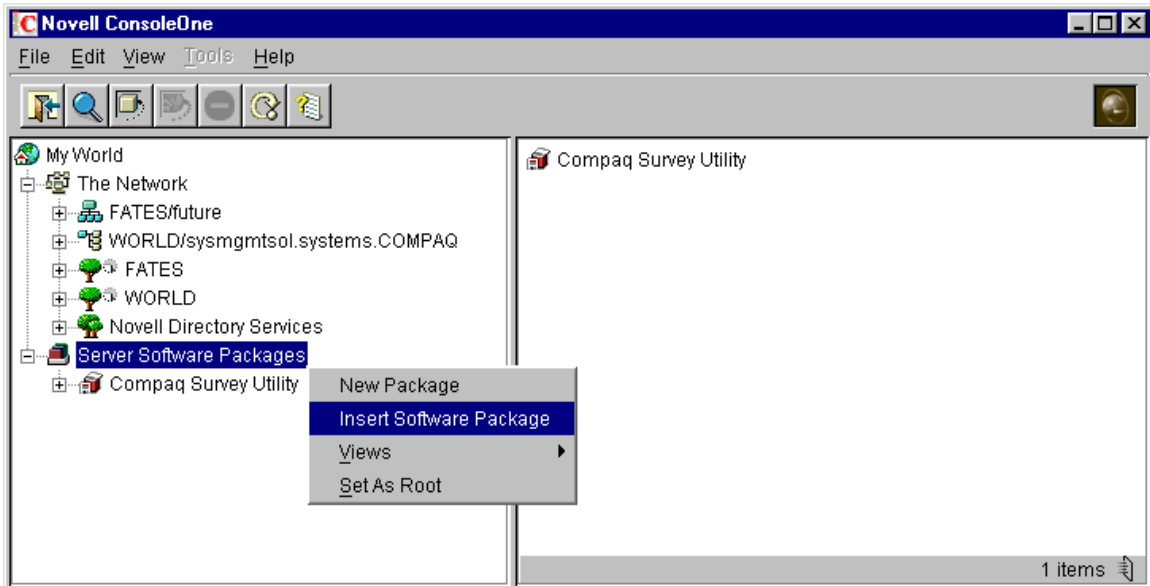 Novell ConsoleOne
File Edit View Tools Help
My World
The Network
FATES/future
WORLD/sysmgmtsol.systems.COMPAQ
FATES
WORLD
Novell Directory Services
Server Software Packages
Compaq Survey Utility
New Package
Insert Software Package
Views
Set As Root
Compaq Survey Utility
1 items